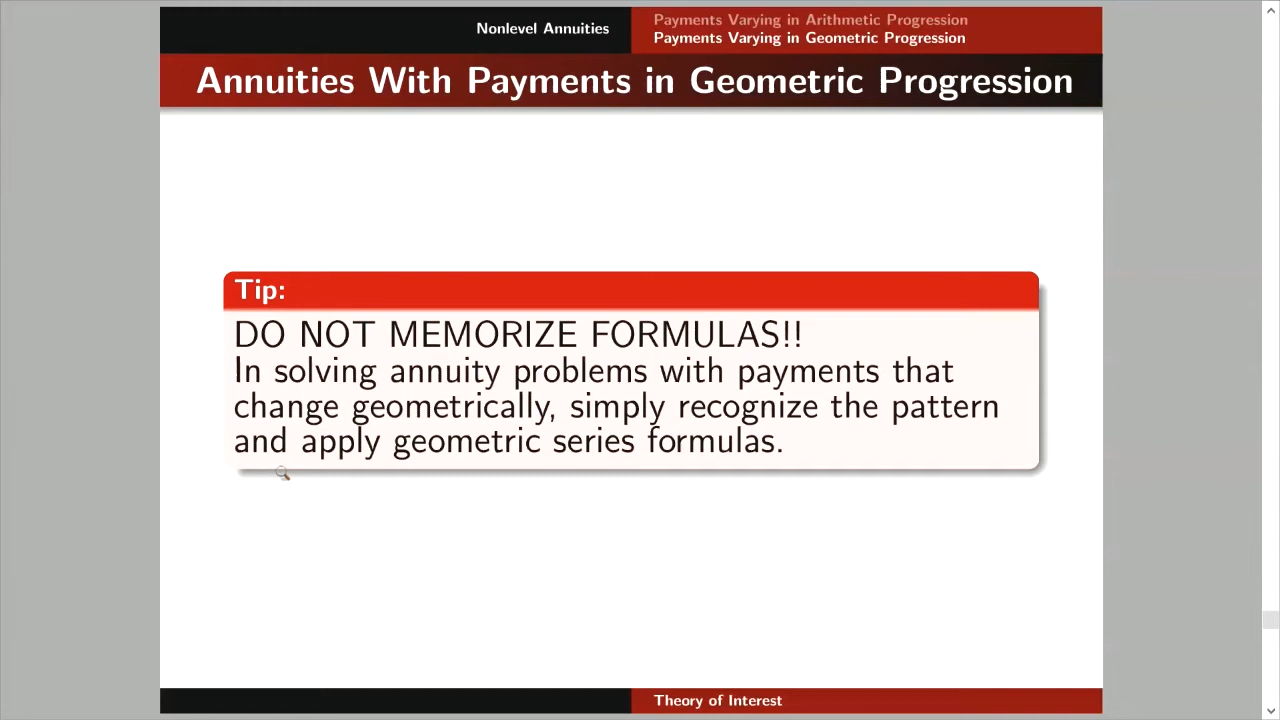 Nonlevel Annuities
Payments Varying in Arithmetic Progression
Payments Varying in Geometric Progression
Annuities With Payments in Geometric Progression
Tip:
DO NOT MEMORIZE FORMULAS!!
In solving annuity problems with payments that
change geometrically, simply recognize the pattern
and apply geometric series formulas.
Theory of Interest